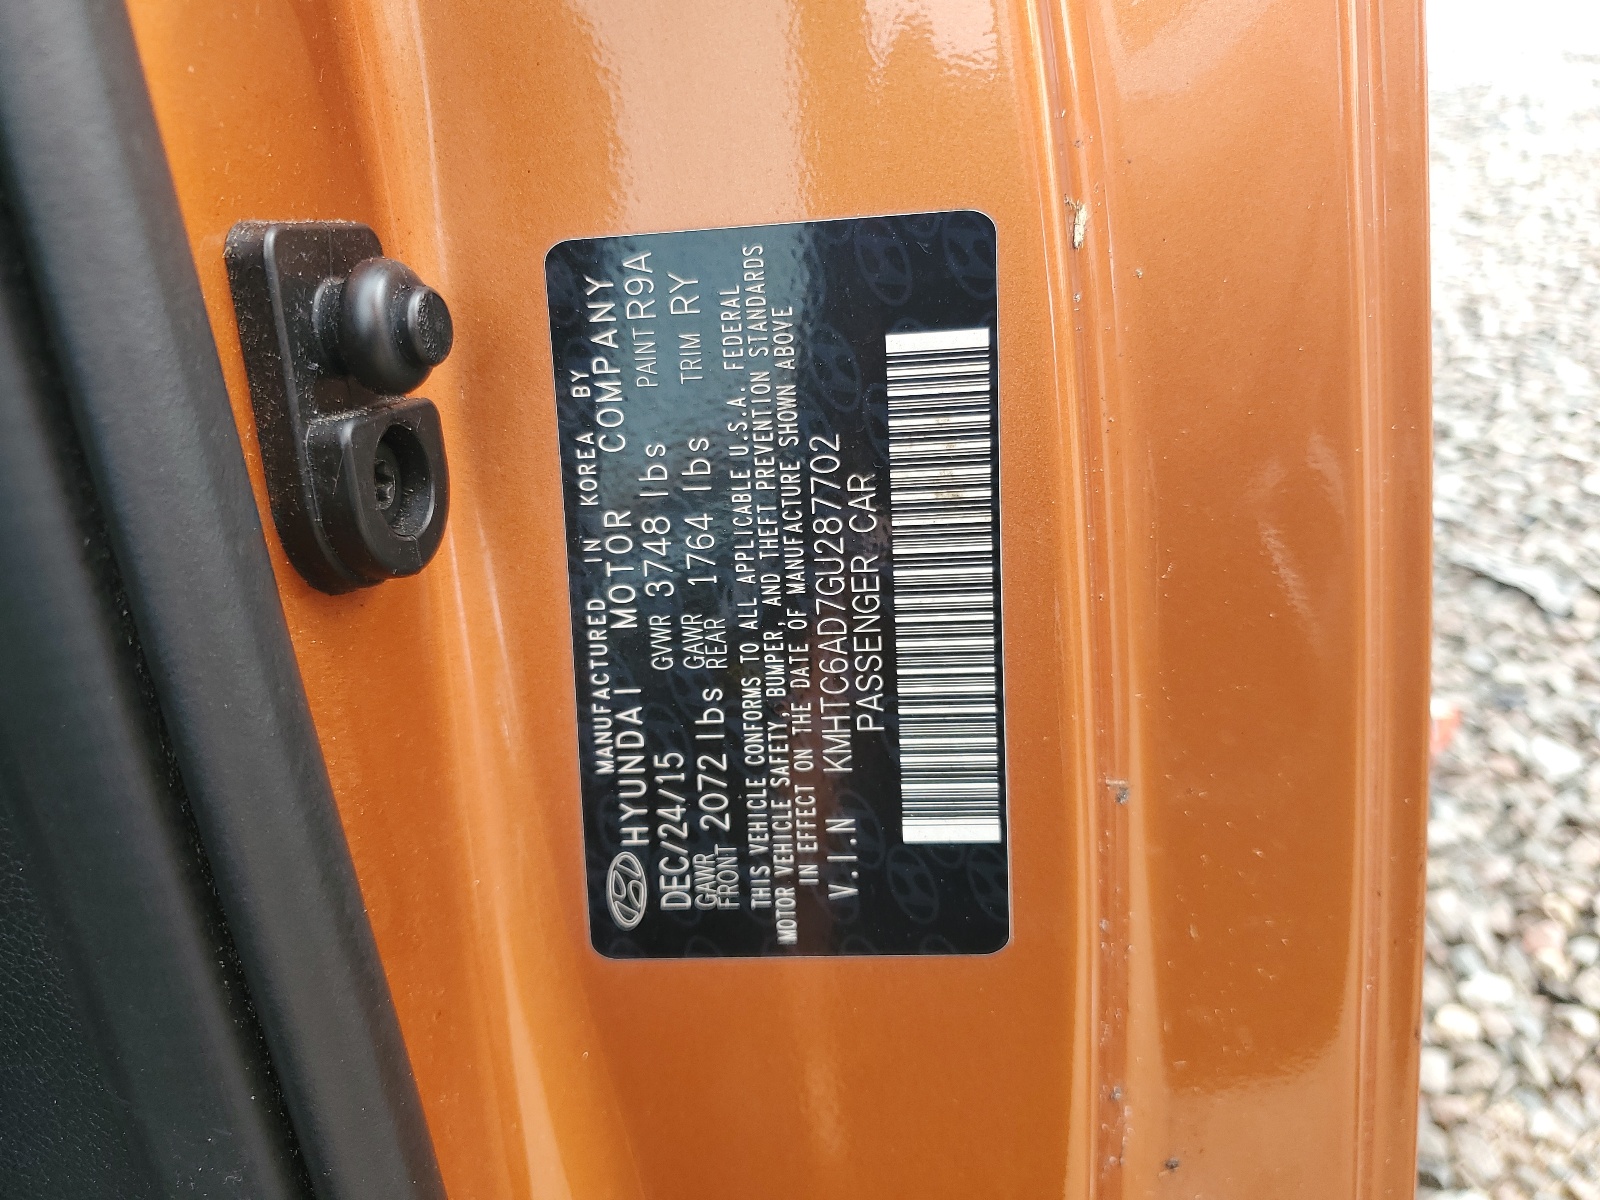 MANUFACTURED IN KOREA BY
HYUNDAI MOTOR COMPANY
DEC/24/15 GVWR 3748 lbs PAINT R9A
GAWR FRONT 2072 lbs GAWR REAR 1764 lbs TRIM RY
THIS VEHICLE CONFORMS TO ALL APPLICABLE U.S.A. FEDERAL
MOTOR VEHICLE SAFETY, BUMPER, AND THEFT PREVENTION STANDARDS
IN EFFECT ON THE DATE OF MANUFACTURE SHOWN ABOVE
V.I.N KMHTC6AD7GU287702
PASSENGER CAR